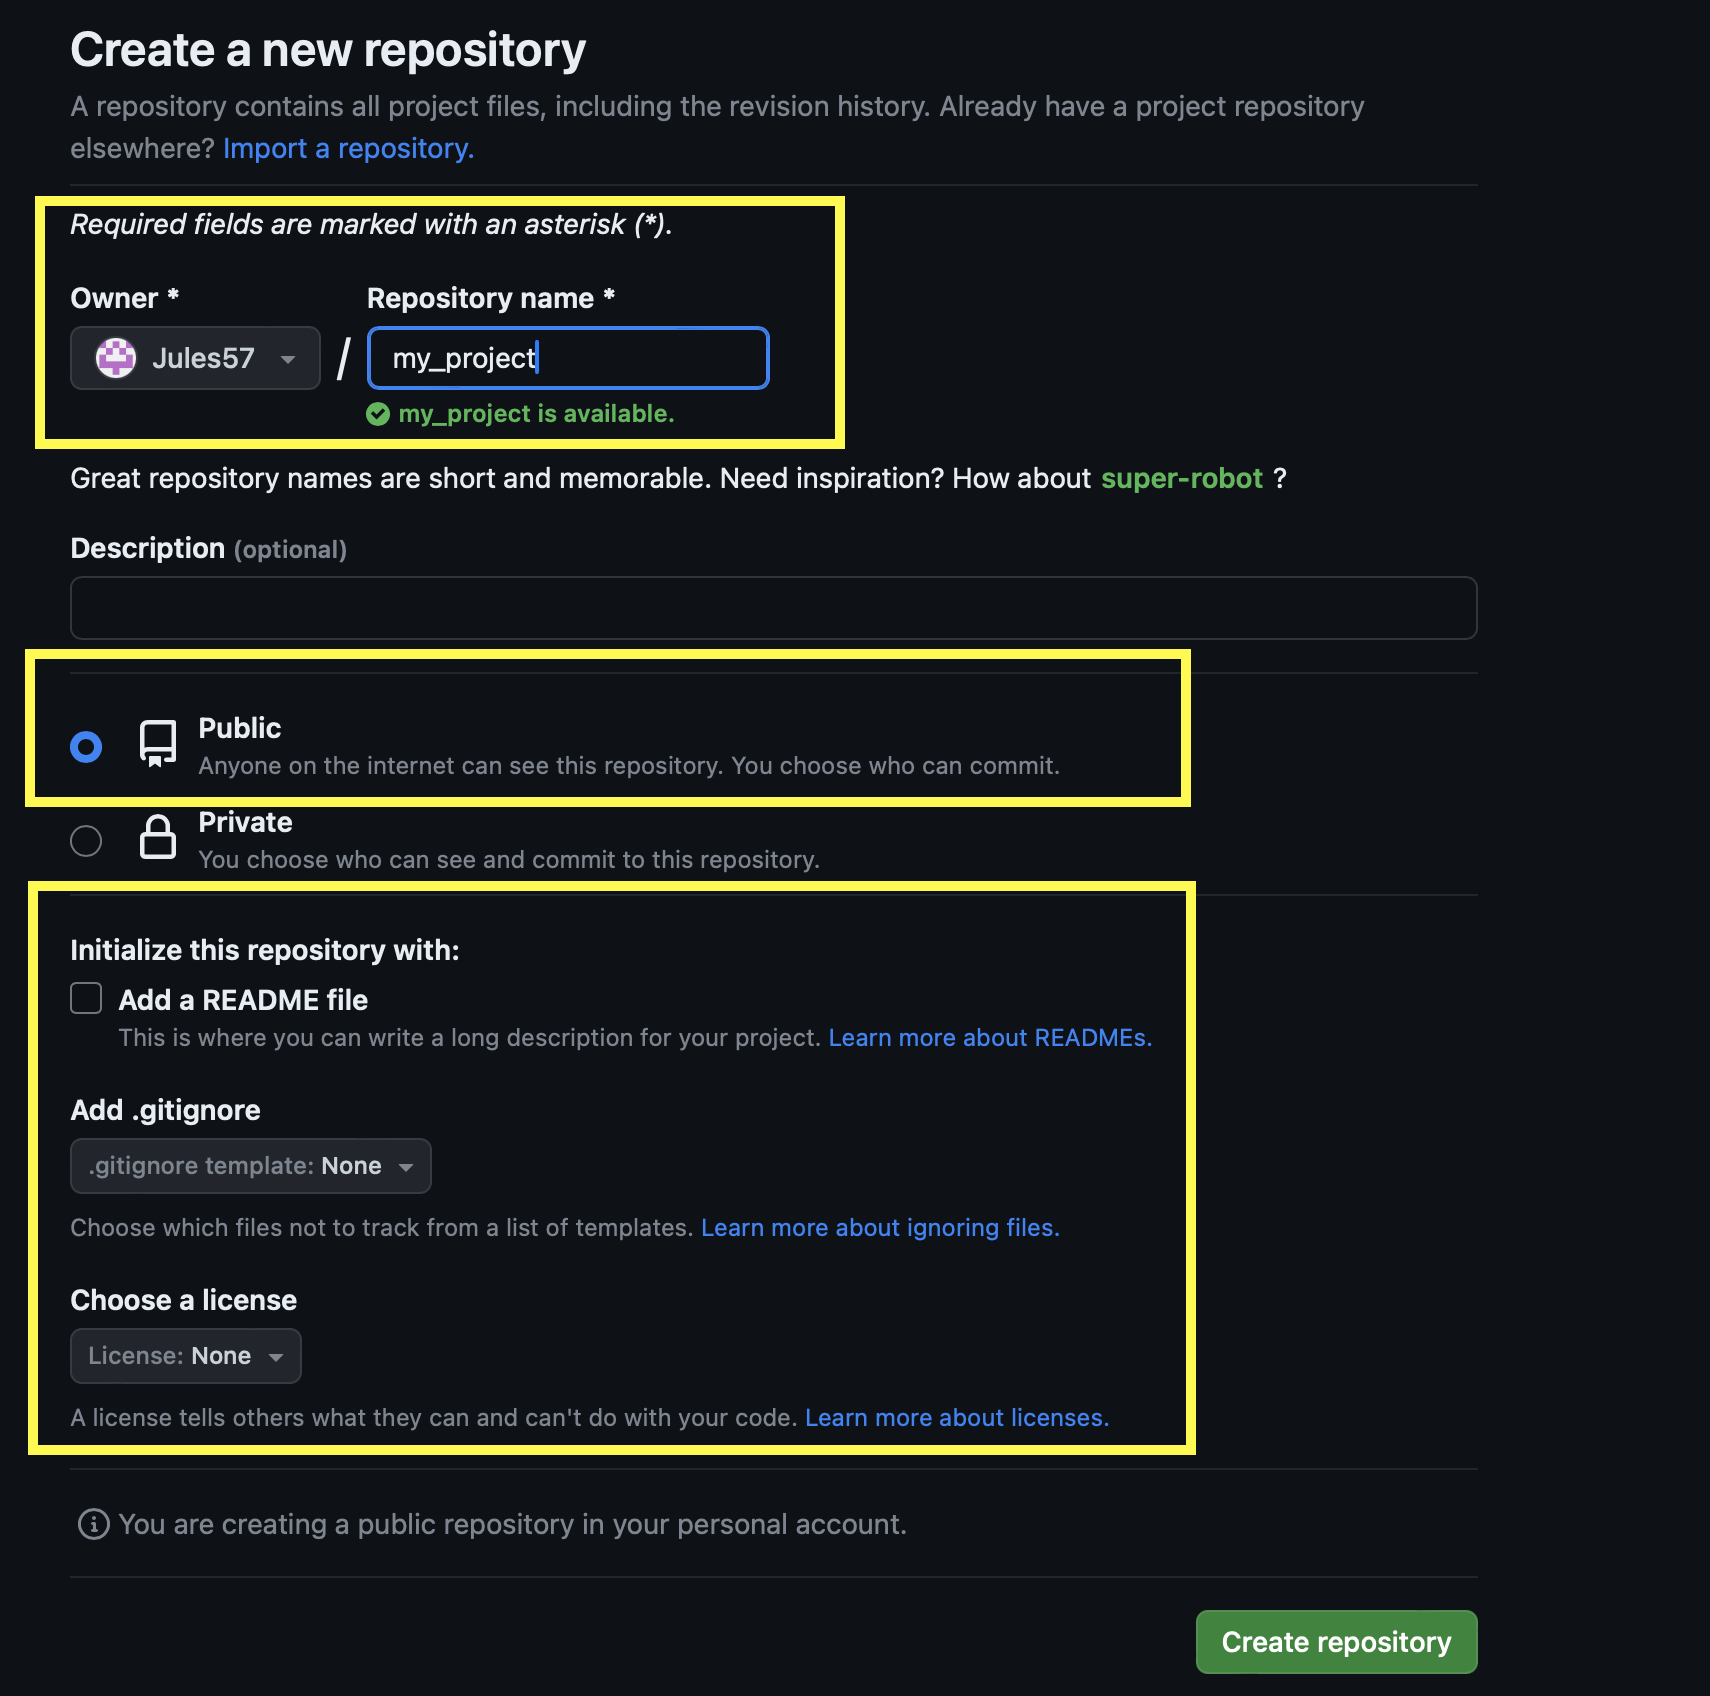 Create a new repository
A repository contains all project files, including the revision history. Already have a project repository
elsewhere? Import a repository.
Required fields are marked with an asterisk (*).
Owner * Repository name *
Jules57 / my_project
my_project is available.
Great repository names are short and memorable. Need inspiration? How about super-robot ?
Description (optional)
Public
Anyone on the internet can see this repository. You choose who can commit.
Private
You choose who can see and commit to this repository.
Initialize this repository with:
Add a README file
This is where you can write a long description for your project. Learn more about READMEs.
Add .gitignore
.gitignore template: None
Choose which files not to track from a list of templates. Learn more about ignoring files.
Choose a license
License: None
A license tells others what they can and can't do with your code. Learn more about licenses.
You are creating a public repository in your personal account.
Create repository